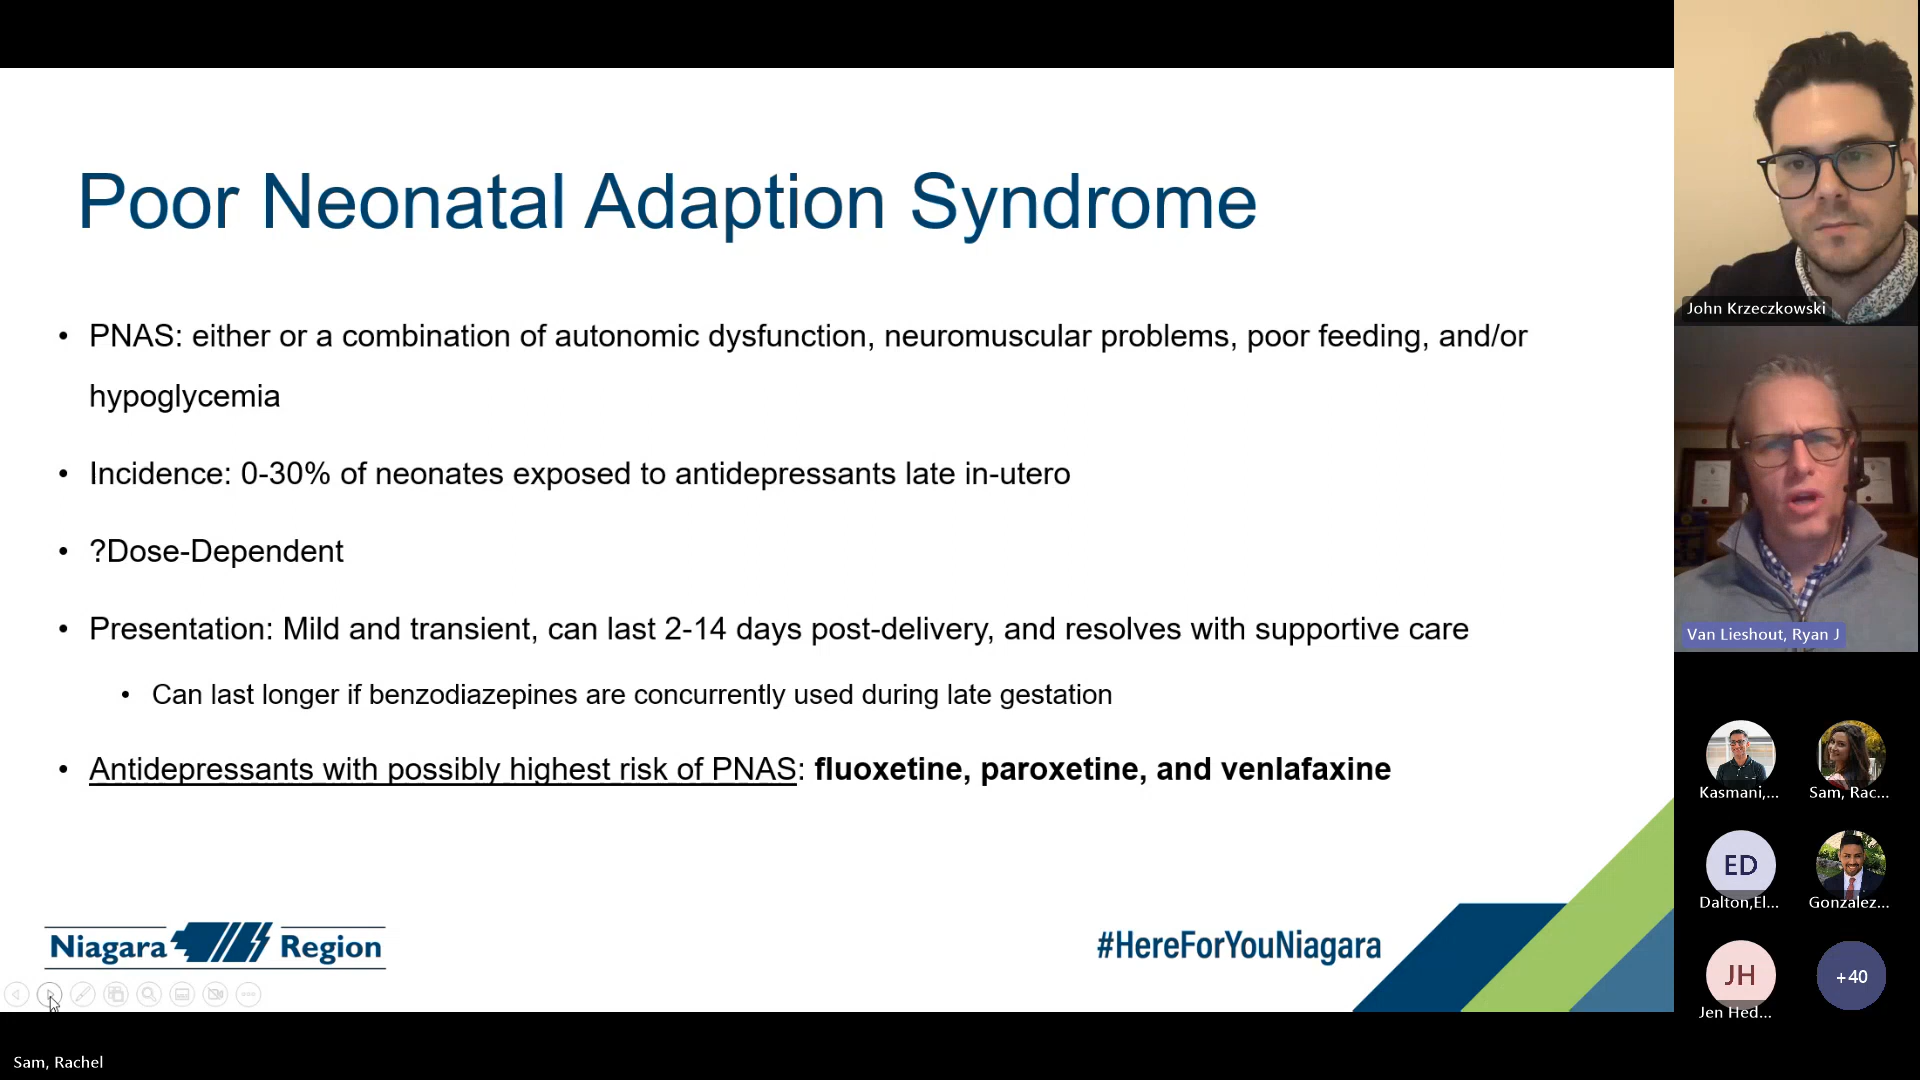 Poor Neonatal Adaption Syndrome
• PNAS: either or a combination of autonomic dysfunction, neuromuscular problems, poor feeding, and/or
hypoglycemia
• Incidence: 0-30% of neonates exposed to antidepressants late in-utero
• ?Dose-Dependent
• Presentation: Mild and transient, can last 2-14 days post-delivery, and resolves with supportive care
• Can last longer if benzodiazepines are concurrently used during late gestation
• Antidepressants with possibly highest risk of PNAS: fluoxetine, paroxetine, and venlafaxine
Niagara Region
#HereForYouNiagara
Sam, Rachel
John Krzeczkowski
Van Lieshout, Ryan J
Kasmani,...
Sam, Rac...
ED
Dalton,El...
Gonzalez...
JH
Jen Hed...
+40